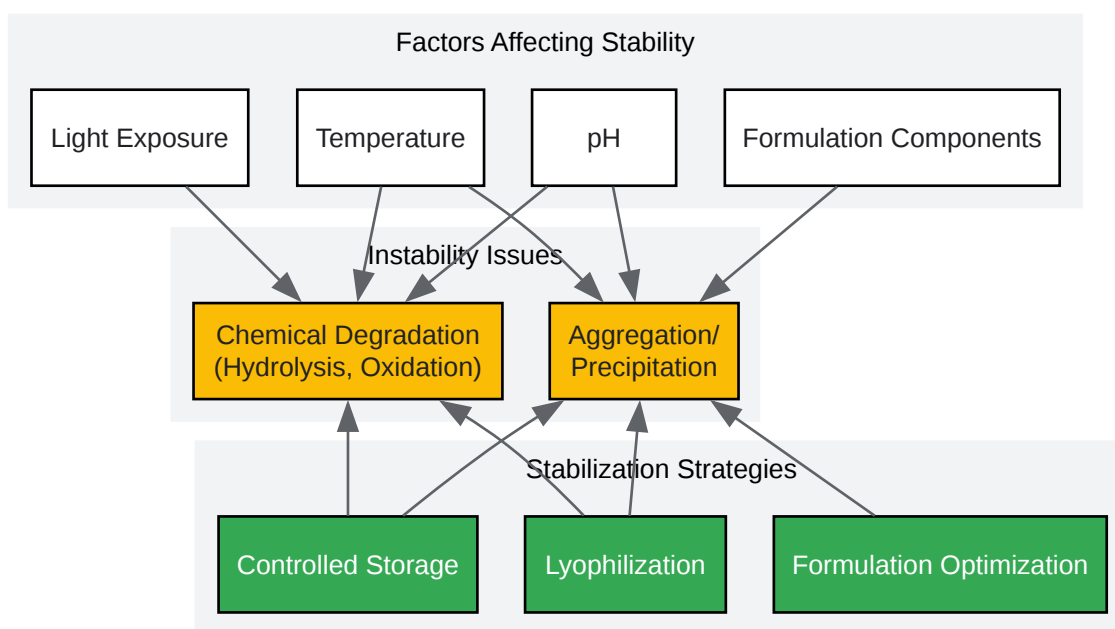 Factors Affecting Stability
Light Exposure
Temperature
pH
Formulation Components
Instability Issues
Chemical Degradation
(Hydrolysis, Oxidation)
Aggregation/
Precipitation
Stabilization Strategies
Controlled Storage
Lyophilization
Formulation Optimization